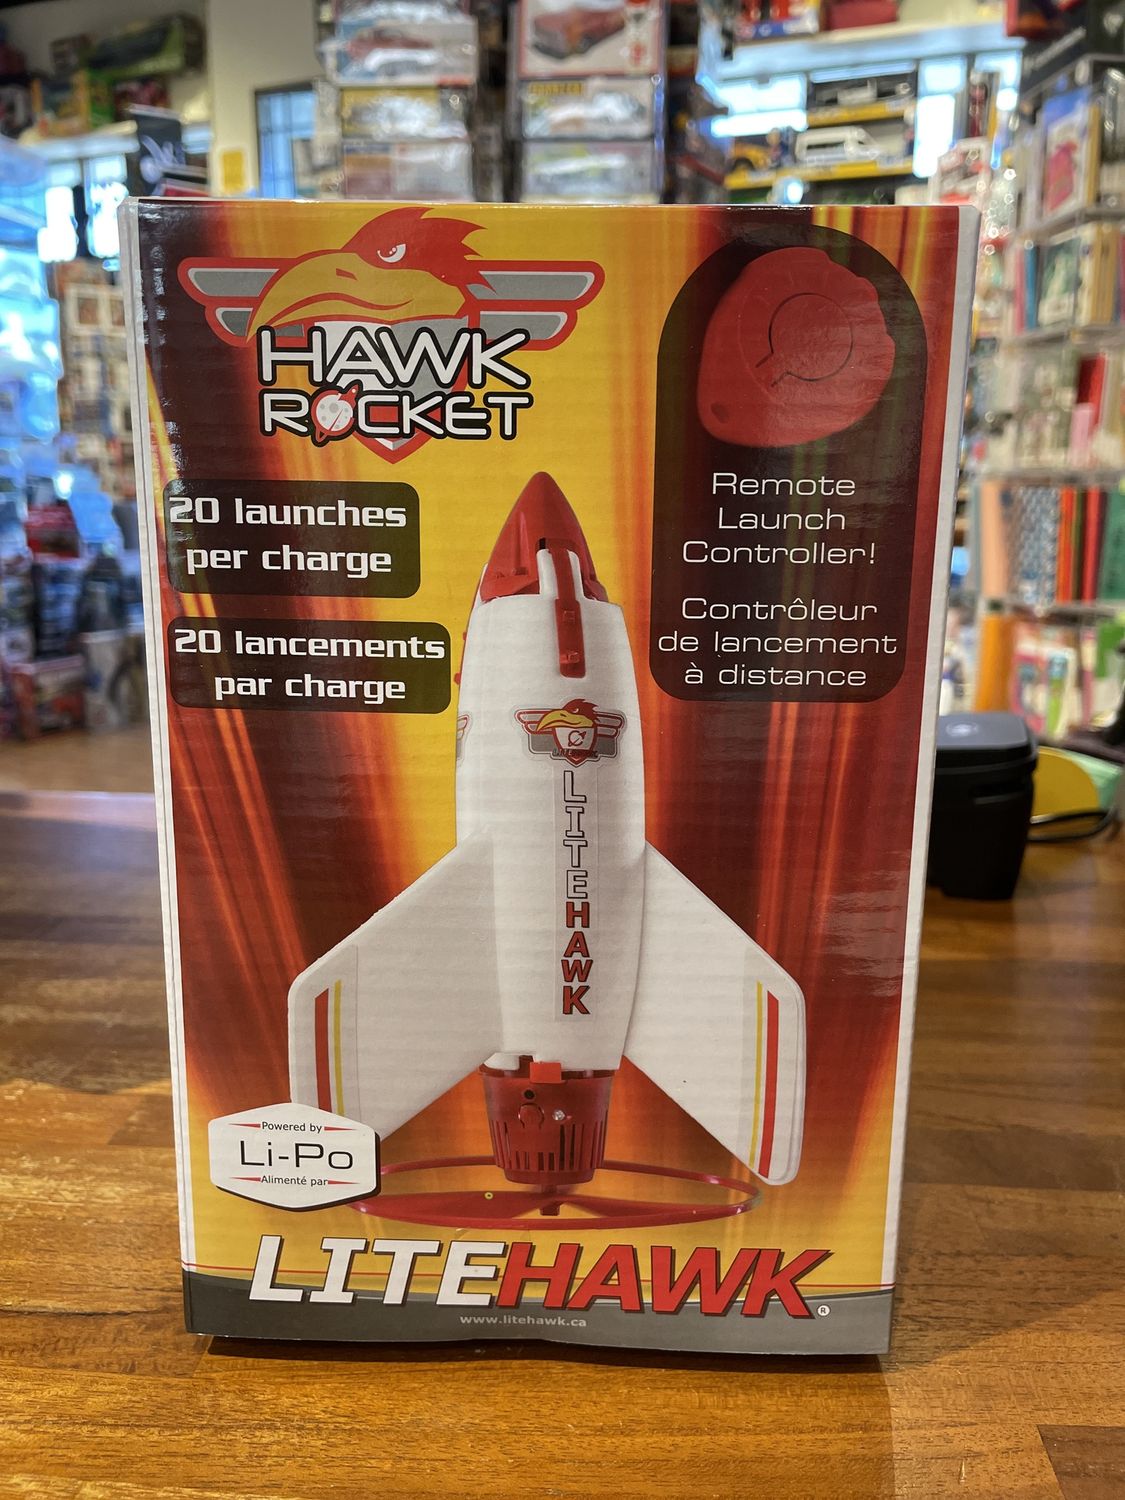 HAWK
ROCKET
20 launches
per charge
20 lancements
par charge
Remote
Launch
Controller!
Contrôleur
de lancement
à distance
LITEHAWK
Powered by
Li-Po
Alimenté par
LITEHAWK®
www.litehawk.ca